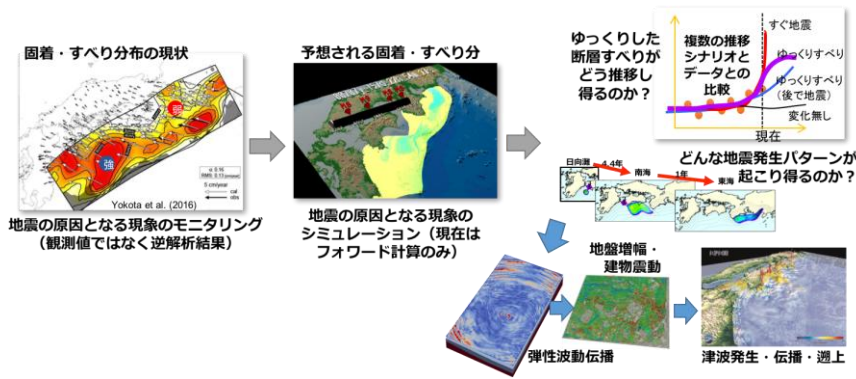 固着・すべり分布の現状
強
Yokota et al. (2016)
5 cm/year
cal
obs
地震の原因となる現象のモニタリング
（観測値ではなく逆解析結果）
予想される固着・すべり分
地震の原因となる現象の
シミュレーション（現在は
フォワード計算のみ）
ゆっくりした
断層すべりが
どう推移し
得るのか？
複数の推移
シナリオと
データとの
比較
すぐ地震
ゆっくりすべり
ゆっくりすべり
（後で地震）
変化無し
現在
どんな地震発生パターンが
起こり得るのか？
日向灘
4.4年
南海
1年
東海
地盤増幅・
建物震動
弾性波動伝播
津波発生・伝播・遡上